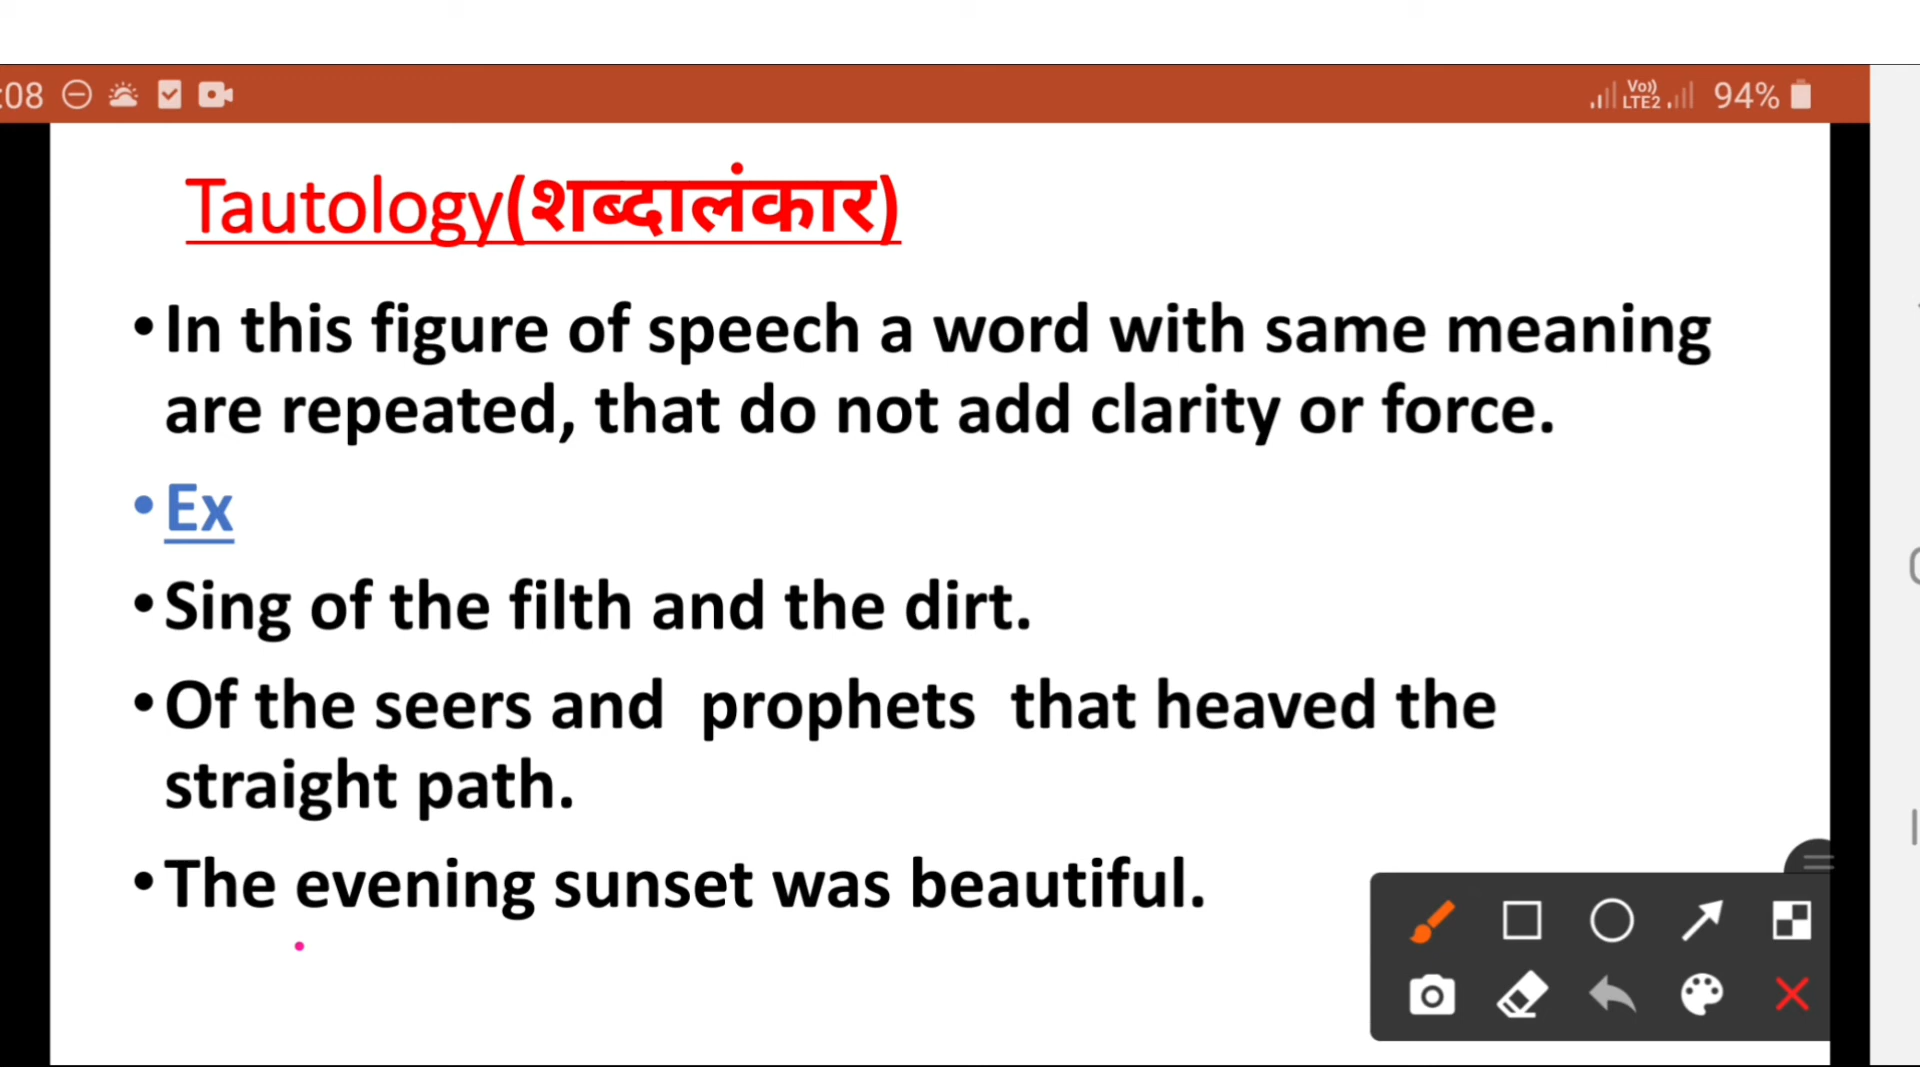 :08
Vo)) LTE2 94%
Tautology(शब्दालंकार)
•In this figure of speech a word with same meaning
are repeated, that do not add clarity or force.
•Ex
•Sing of the filth and the dirt.
•Of the seers and prophets that heaved the
straight path.
•The evening sunset was beautiful.